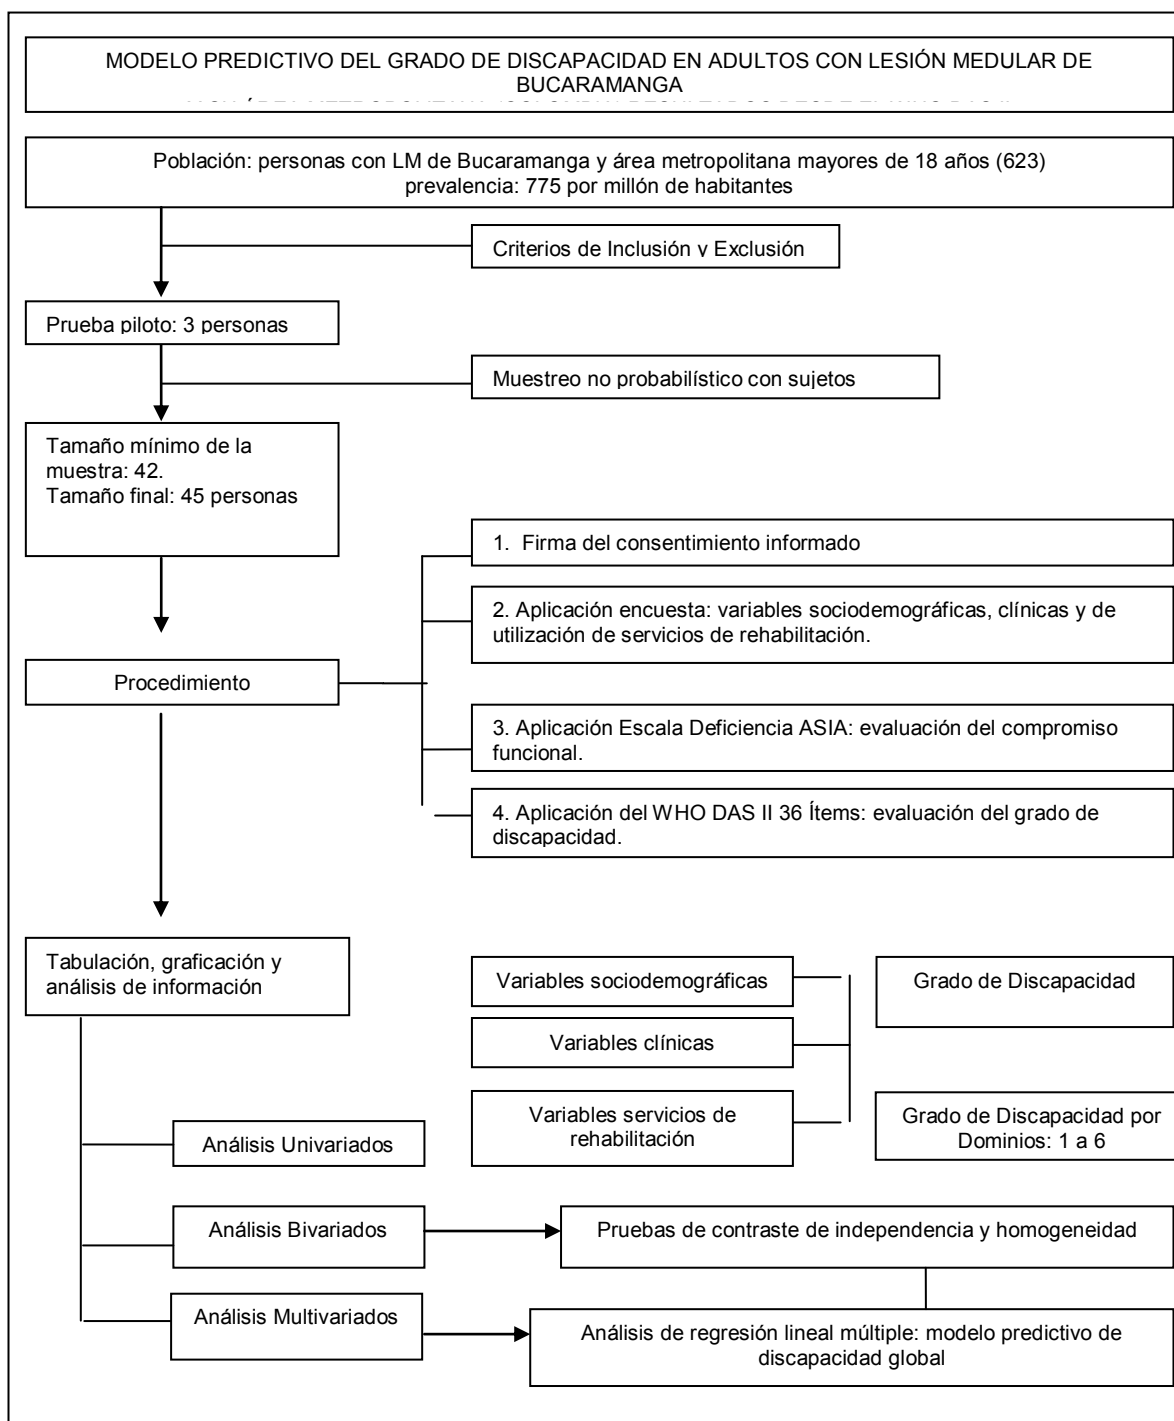 MODELO PREDICTIVO DEL GRADO DE DISCAPACIDAD EN ADULTOS CON LESIÓN MEDULAR DE
BUCARAMANGA
Población: personas con LM de Bucaramanga y área metropolitana mayores de 18 años (623)
prevalencia: 775 por millón de habitantes
Criterios de Inclusión y Exclusión
Prueba piloto: 3 personas
Muestreo no probabilístico con sujetos
Tamaño mínimo de la
muestra: 42.
Tamaño final: 45 personas
1. Firma del consentimiento informado
2. Aplicación encuesta: variables sociodemográficas, clínicas y de
utilización de servicios de rehabilitación.
Procedimiento
3. Aplicación Escala Deficiencia ASIA: evaluación del compromiso
funcional.
4. Aplicación del WHO DAS II 36 Ítems: evaluación del grado de
discapacidad.
Tabulación, graficación y
análisis de información
Variables sociodemográficas
Grado de Discapacidad
Variables clínicas
Variables servicios de
rehabilitación
Grado de Discapacidad por
Dominios: 1 a 6
Análisis Univariados
Análisis Bivariados
Pruebas de contraste de independencia y homogeneidad
Análisis Multivariados
Análisis de regresión lineal múltiple: modelo predictivo de
discapacidad global